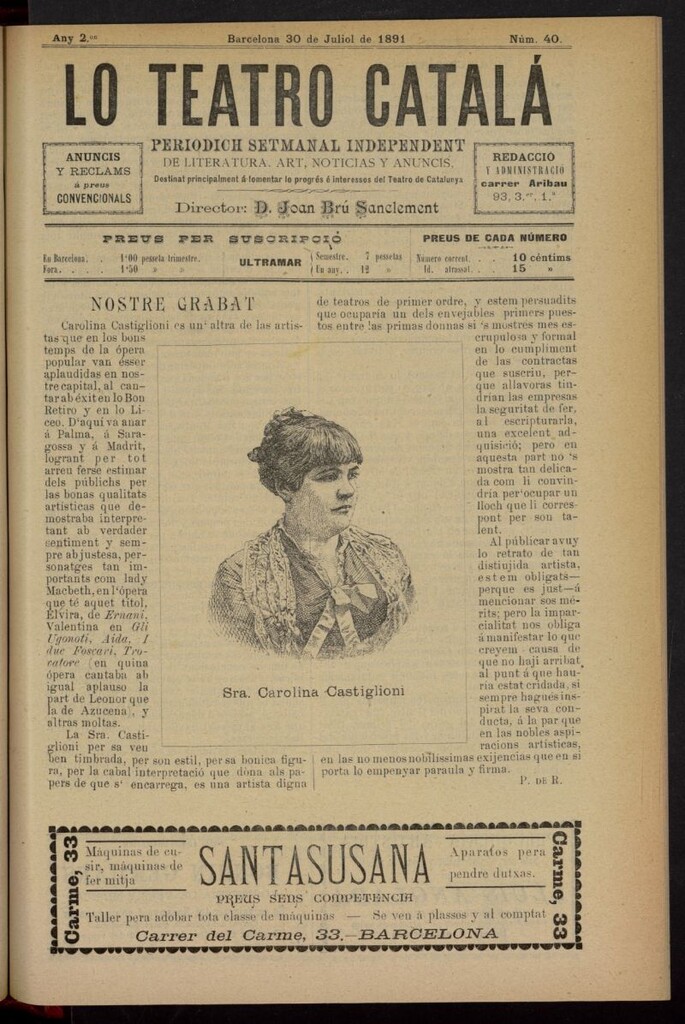 Any 2.on
Barcelona 30 de Juliol de 1891
Núm. 40.
LO TEATRO CATALÁ
ANUNCIS
Y RECLAMS
á preus
CONVENCIONALS
PERIODICH SETMANAL INDEPENDENT
DE LITERATURA, ART, NOTICIAS Y ANUNCIS.
Destinat principalment á fomentar lo progrés é interessos del Teatro de Catalunya
Director: D. Joan Brú Sanclement
REDACCIO
Y ADMINISTRACIÓ
carrer Aribau
93, 3.er, 1.a
PREUS PER SUSCRIPCIÓ
En Barcelona. . 1'00 pesseta trimestre.
Fora. . . . 1'50 » »
ULTRAMAR
Semestre. 7 pessetas
Un any. . 12 »
PREUS DE CADA NÚMERO
Número corrent. . . 10 céntims
Id. atrassat. . . . 15 »
NOSTRE GRABAT
Carolina Castiglioni es un' altra de las artis-
tas que en los bons
temps de la ópera
popular van ésser
aplaudidas en nos-
tre capital, al can-
tar ab éxit en lo Bon
Retiro y en lo Li-
ceo. D'aquí va anar
á Palma, á Sara-
gossa y á Madrit,
logrant per tot
arreu ferse estimar
dels públichs per
las bonas qualitats
artísticas que de-
mostraba interpre-
tant ab verdader
sentiment y sem-
pre ab justesa, per-
sonatges tan im-
portants com lady
Macbeth, en l'ópera
que té aquet títol,
Elvira, de Ernani,
Valentina en Gli
Ugonoti, Aida, I
due Foscari, Tro-
vatore (en quina
ópera cantaba ab
igual aplauso la
part de Leonor que
la de Azucena), y
altras moltas.
La Sra. Casti-
glioni per sa veu
ben timbrada, per son estil, per sa bonica figu-
ra, per la cabal interpretació que dóna als pa-
pers de que s' encarrega, es una artista digna
de teatros de primer ordre, y estem persuadits
que ocuparía un dels envejables primers pues-
tos entre las primas donnas si 's mostrés mes es-
crupulosa y formal
en lo cumpliment
de las contractas
que suscriu, per-
que allavoras tin-
drían las empresas
la seguritat de fer,
al escripturarla,
una excelent ad-
quisició; pero en
aquesta part no 's
mostra tan delica-
da com li convin-
dría per ocupar un
lloch que li corres-
pont per son ta-
lent.
Al públicar avuy
lo retrato de tan
distiujida artista,
estem obligats—
perque es just—á
mencionar sos mé-
rits; pero la impar-
cialitat nos obliga
á manifestar lo que
creyem causa de
que no haji arribat
al punt á que hau-
ría estat cridada, si
sempre hagués ins-
pirat la seva con-
ducta, á la par que
en las nobles aspi-
racions artísticas,
en las no menos nobilíssimas exijencias que en si
porta lo empenyar paraula y firma.
P. DE R.
Sra. Carolina Castiglioni
Carme, 33
Máquinas de cu-
sir, máquinas de
fer mitja
SANTASUSANA
Aparatos pera
pendre dutxas.
PREUS SENS COMPETENCIA
Taller pera adobar tota classe de máquinas — Se ven á plassos y al comptat
Carrer del Carme, 33,—BARCELONA
Carme, 33